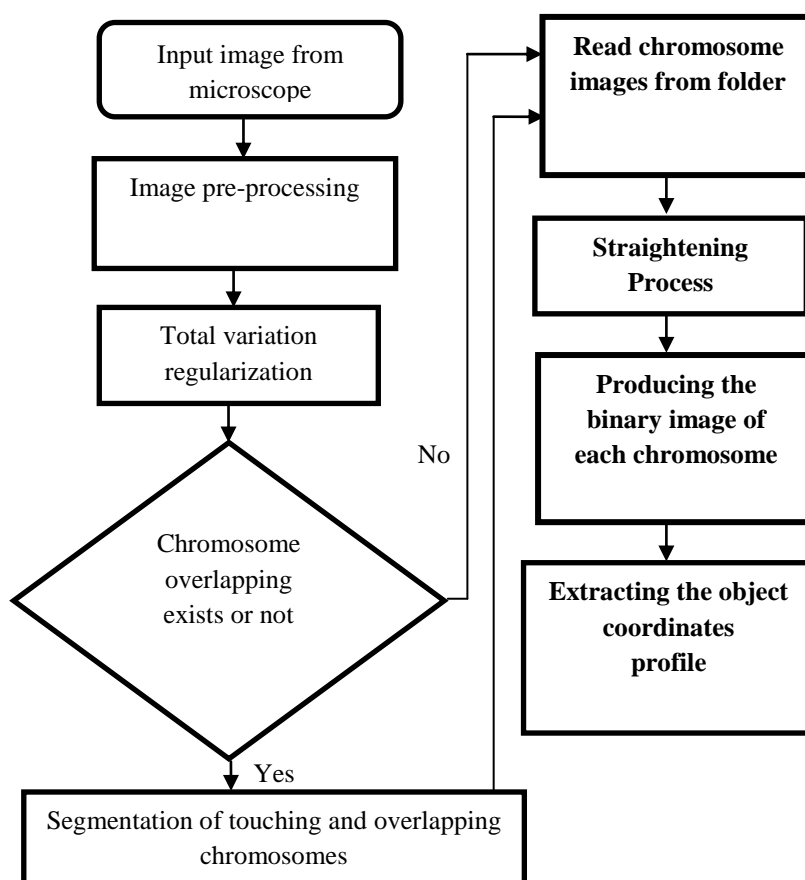 Input image from
microscope
Image pre-processing
Total variation
regularization
Chromosome
overlapping
exists or not
No
Yes
Segmentation of touching and overlapping
chromosomes
Read chromosome
images from folder
Straightening
Process
Producing the
binary image of
each chromosome
Extracting the object
coordinates
profile